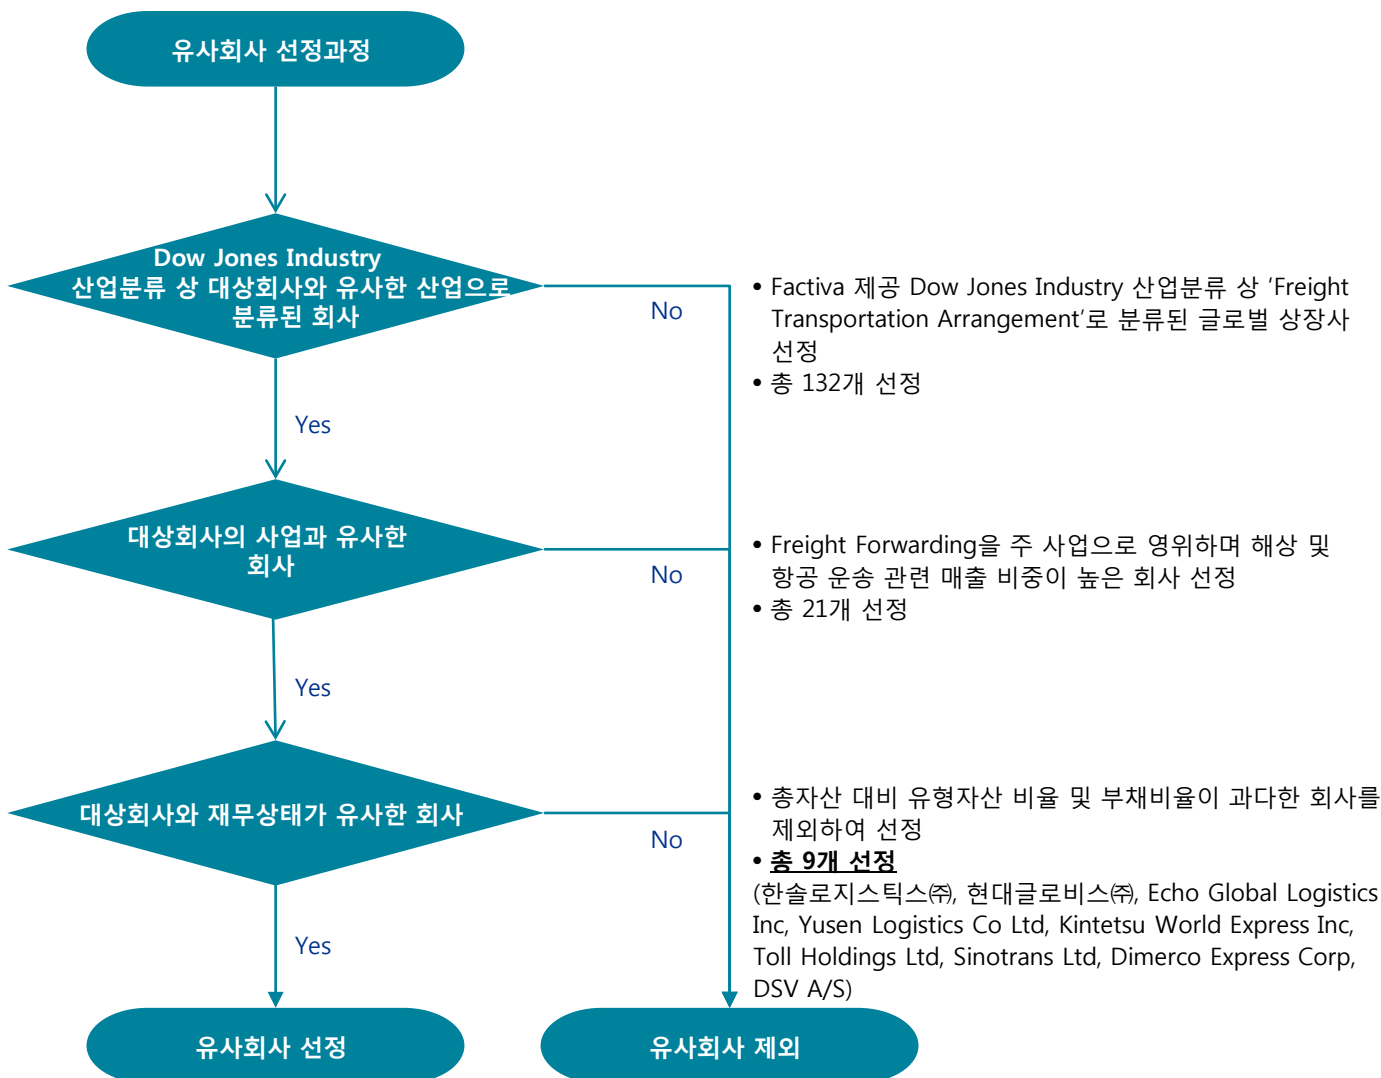 유사회사 선정과정
Dow Jones Industry
산업분류 상 대상회사와 유사한 산업으로
분류된 회사
No
• Factiva 제공 Dow Jones Industry 산업분류 상 ‘Freight
Transportation Arrangement’로 분류된 글로벌 상장사
선정
• 총 132개 선정
Yes
대상회사의 사업과 유사한
회사
No
• Freight Forwarding을 주 사업으로 영위하며 해상 및
항공 운송 관련 매출 비중이 높은 회사 선정
• 총 21개 선정
Yes
대상회사와 재무상태가 유사한 회사
No
• 총자산 대비 유형자산 비율 및 부채비율이 과다한 회사를
제외하여 선정
• 총 9개 선정
(한솔로지스틱스㈜, 현대글로비스㈜, Echo Global Logistics
Inc, Yusen Logistics Co Ltd, Kintetsu World Express Inc,
Toll Holdings Ltd, Sinotrans Ltd, Dimerco Express Corp,
DSV A/S)
Yes
유사회사 선정
유사회사 제외